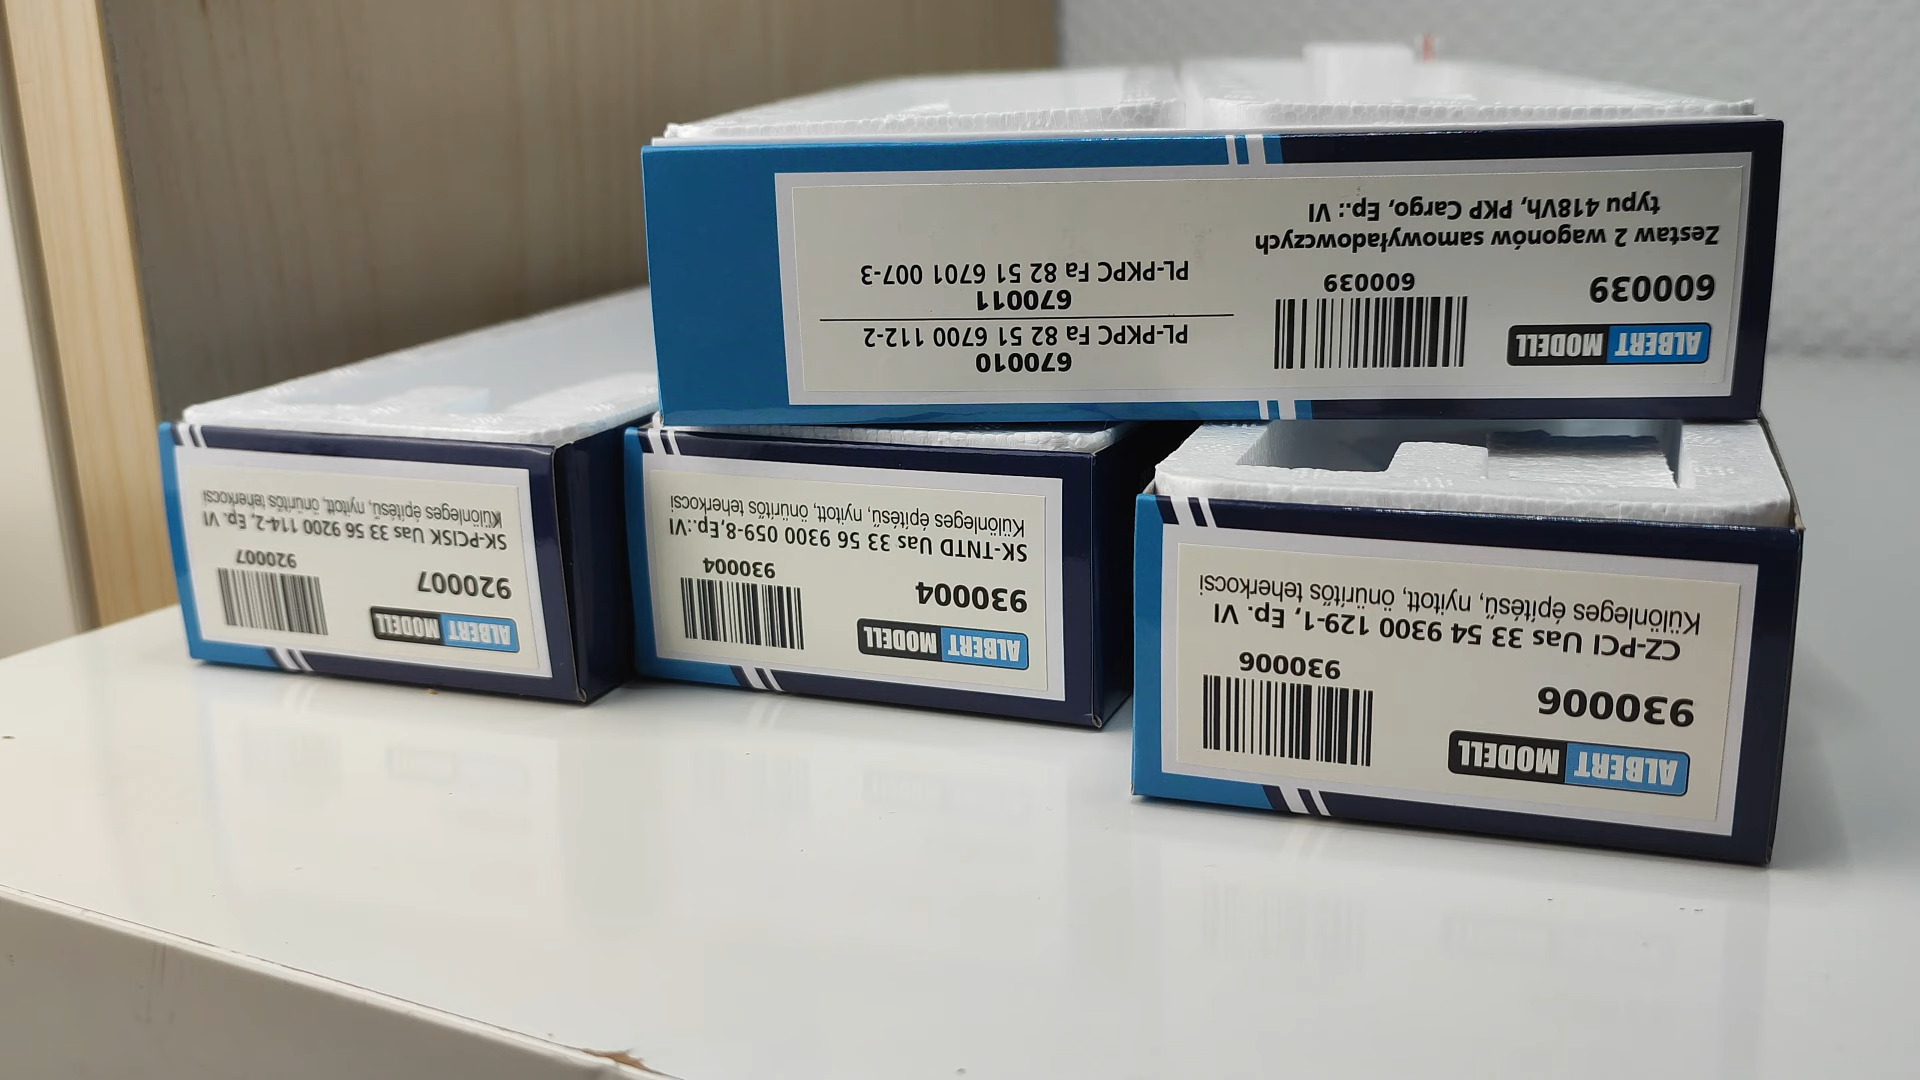 ALBERT MODELL
600039
600039
Zestaw 2 wagonów samowyładowczych
typu 418Vh, PKP Cargo, Ep.: VI
670010
PL-PKPC Fa 82 51 6700 112-2
670011
PL-PKPC Fa 82 51 6701 007-3
ALBERT MODELL
930006
930006
CZ-PCI Uas 33 54 9300 129-1, Ep. VI
Különleges építésű, nyitott, önürítős teherkocsi
ALBERT MODELL
930004
930004
SK-TNTD Uas 33 56 9300 059-8,Ep.:VI
Különleges építésű, nyitott, önürítős teherkocsi
ALBERT MODELL
920007
920007
SK-PCISK Uas 33 56 9200 114-2, Ep. VI
Különleges építésű, nyitott, önürítős teherkocsi